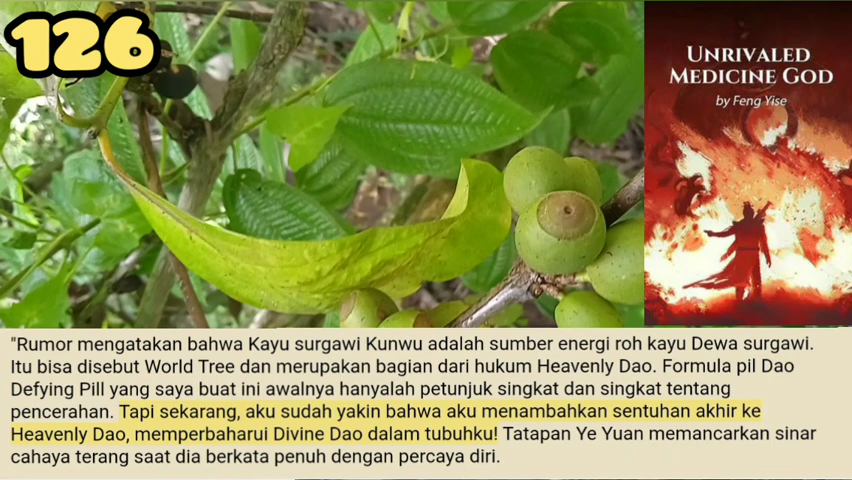 126
UNRIVALED
MEDICINE GOD
by Feng Yise
"Rumor mengatakan bahwa Kayu surgawi Kunwu adalah sumber energi roh kayu Dewa surgawi.
Itu bisa disebut World Tree dan merupakan bagian dari hukum Heavenly Dao. Formula pil Dao
Defying Pill yang saya buat ini awalnya hanyalah petunjuk singkat dan singkat tentang
pencerahan. Tapi sekarang, aku sudah yakin bahwa aku menambahkan sentuhan akhir ke
Heavenly Dao, memperbaharui Divine Dao dalam tubuhku! Tatapan Ye Yuan memancarkan sinar
cahaya terang saat dia berkata penuh dengan percaya diri.